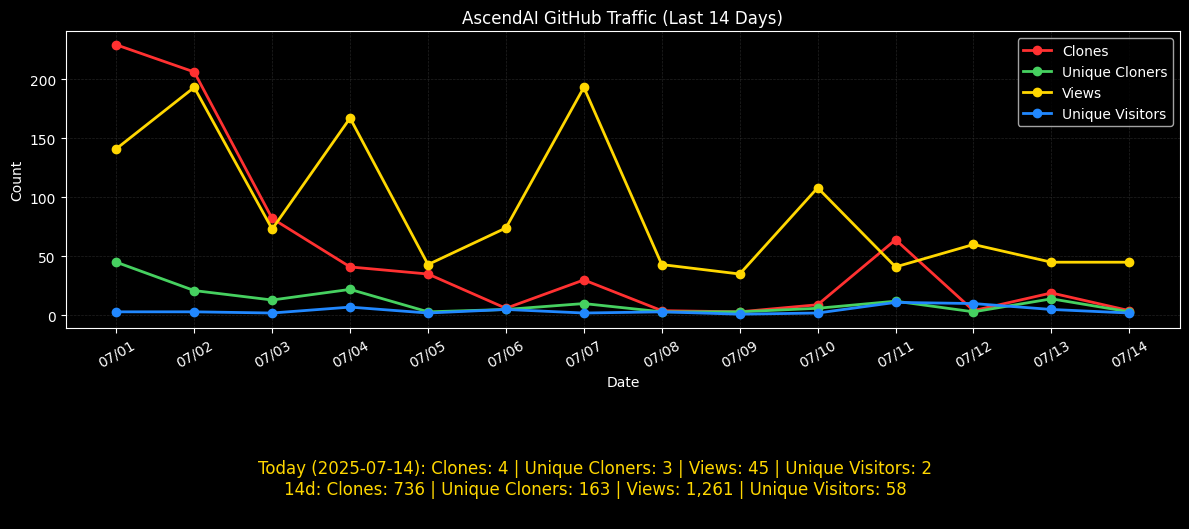 AscendAI GitHub Traffic (Last 14 Days)
Clones
Unique Cloners
Views
Unique Visitors
Count
200
150
100
50
0
07/01 07/02 07/03 07/04 07/05 07/06 07/07 07/08 07/09 07/10 07/11 07/12 07/13 07/14
Date
Today (2025-07-14): Clones: 4 | Unique Cloners: 3 | Views: 45 | Unique Visitors: 2
14d: Clones: 736 | Unique Cloners: 163 | Views: 1,261 | Unique Visitors: 58